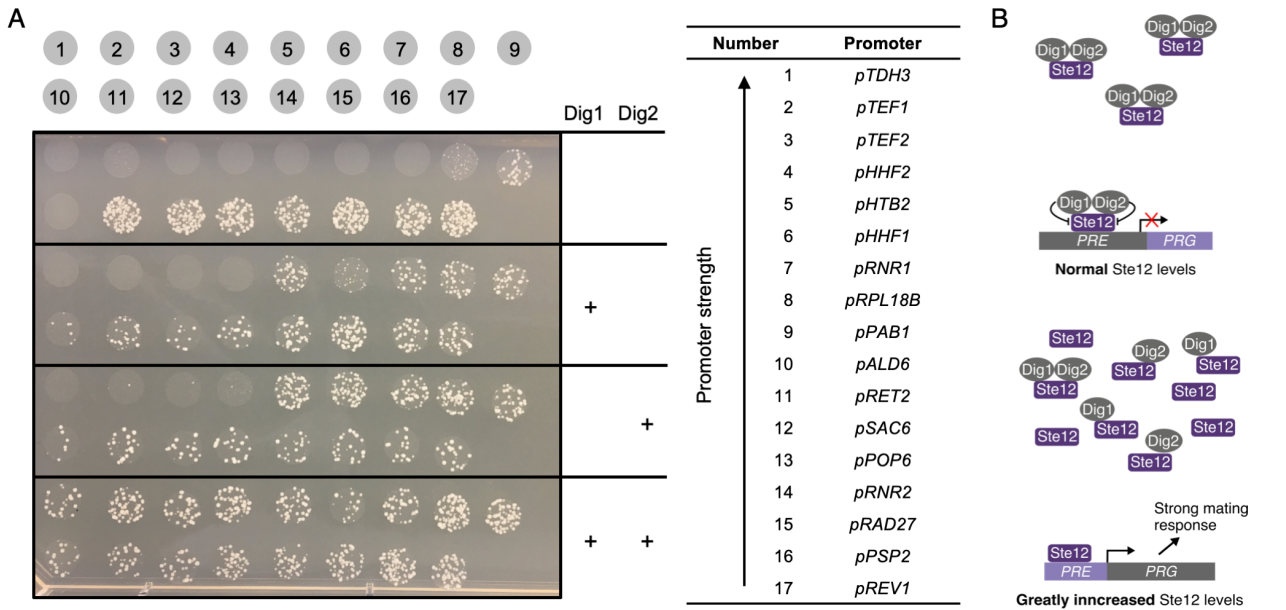 A
1 2 3 4 5 6 7 8 9
10 11 12 13 14 15 16 17
Dig1 Dig2
+
+
+ +
Number Promoter
Promoter strength
1 pTDH3
2 pTEF1
3 pTEF2
4 pHHF2
5 pHTB2
6 pHHF1
7 pRNR1
8 pRPL18B
9 pPAB1
10 pALD6
11 pRET2
12 pSAC6
13 pPOP6
14 pRNR2
15 pRAD27
16 pPSP2
17 pREV1
B
Dig1 Dig2
Ste12
Dig1 Dig2
Ste12
Dig1 Dig2
Ste12
Dig1 Dig2
Ste12
PRE PRG
Normal Ste12 levels
Ste12
Dig1 Dig2
Ste12
Dig2
Ste12
Dig1
Ste12
Ste12
Dig1
Ste12
Ste12
Ste12
Dig2
Ste12
Strong mating
response
Ste12
PRE PRG
Greatly inncreased Ste12 levels